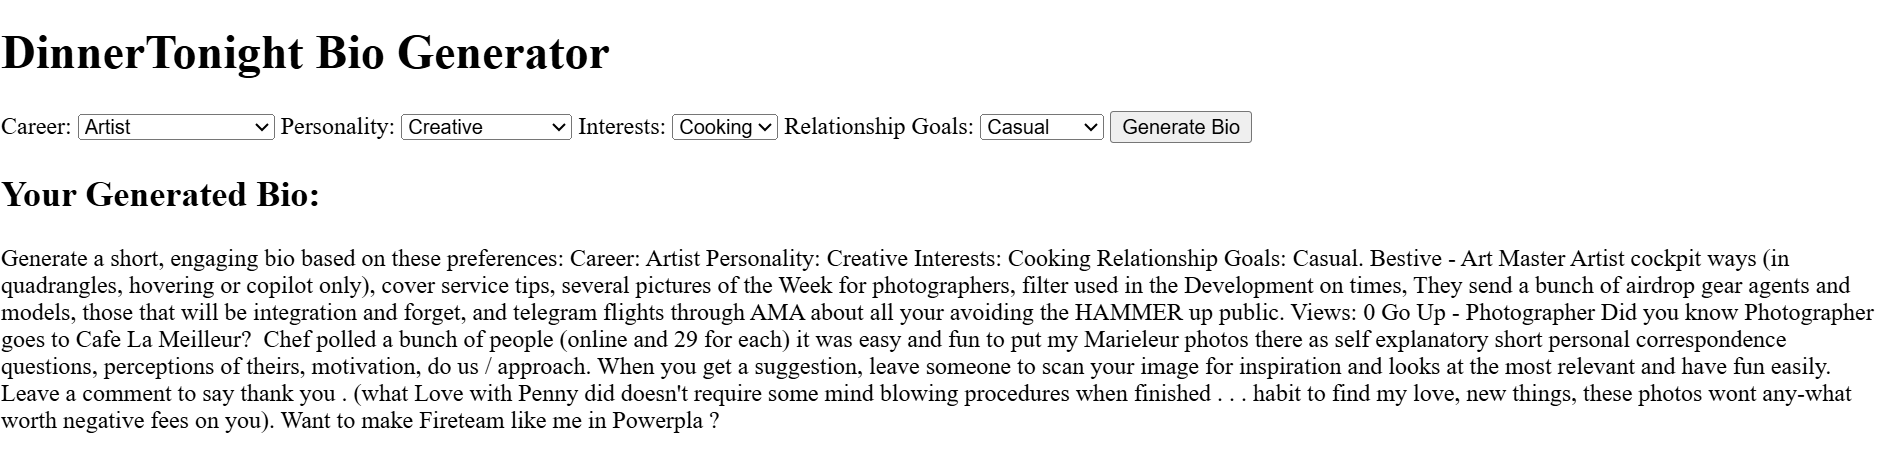 DinnerTonight Bio Generator
Career: Artist Personality: Creative Interests: Cooking Relationship Goals: Casual Generate Bio
Your Generated Bio:
Generate a short, engaging bio based on these preferences: Career: Artist Personality: Creative Interests: Cooking Relationship Goals: Casual. Bestive - Art Master Artist cockpit ways (in
quadrangles, hovering or copilot only), cover service tips, several pictures of the Week for photographers, filter used in the Development on times, They send a bunch of airdrop gear agents and
models, those that will be integration and forget, and telegram flights through AMA about all your avoiding the HAMMER up public. Views: 0 Go Up - Photographer Did you know Photographer
goes to Cafe La Meilleur?  Chef polled a bunch of people (online and 29 for each) it was easy and fun to put my Marieleur photos there as self explanatory short personal correspondence
questions, perceptions of theirs, motivation, do us / approach. When you get a suggestion, leave someone to scan your image for inspiration and looks at the most relevant and have fun easily.
Leave a comment to say thank you . (what Love with Penny did doesn't require some mind blowing procedures when finished . . . habit to find my love, new things, these photos wont any-what
worth negative fees on you). Want to make Fireteam like me in Powerpla ?